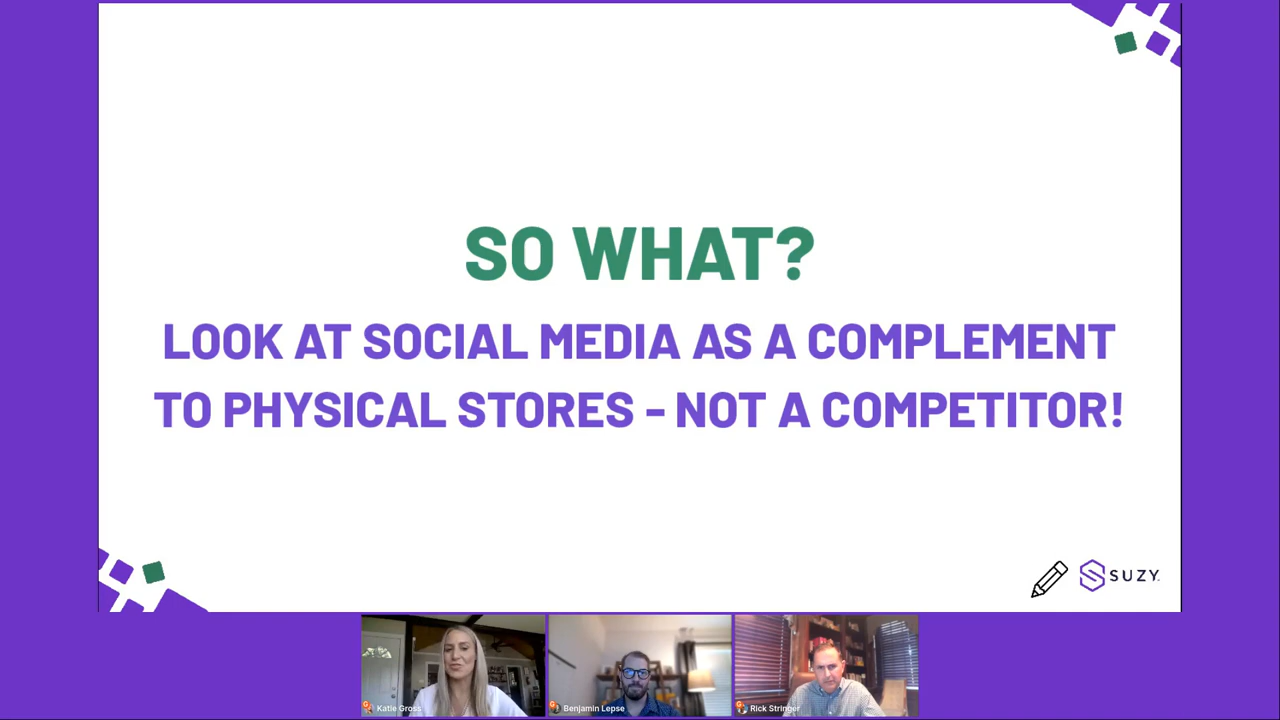 SO WHAT?
LOOK AT SOCIAL MEDIA AS A COMPLEMENT
TO PHYSICAL STORES - NOT A COMPETITOR!
SUZY
Katie Gross
Benjamin Lepse
Rick Stringer